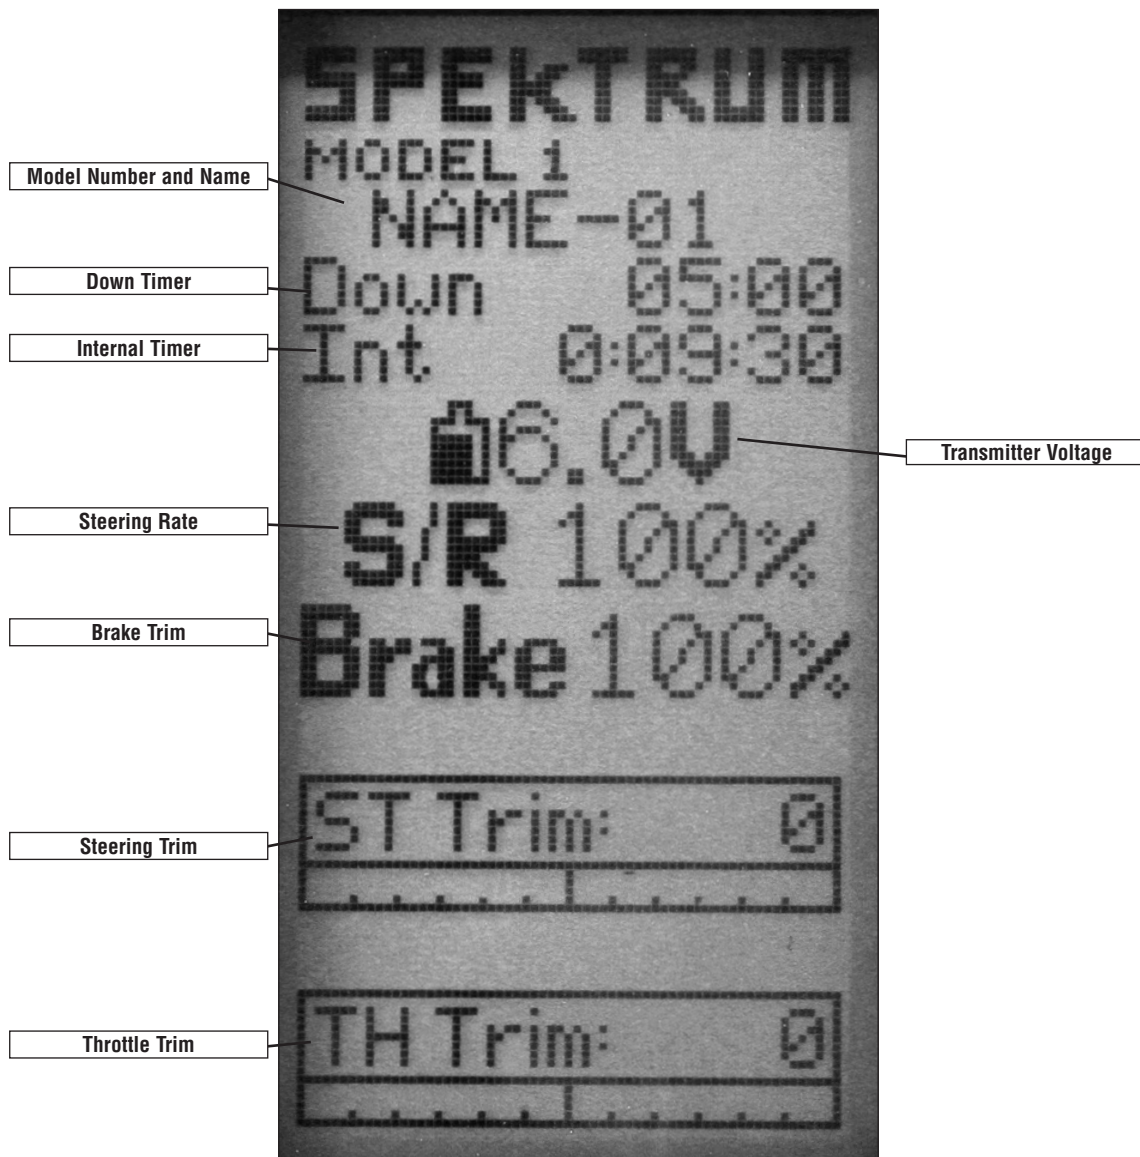 SPEKTRUM
MODEL 1
Model Number and Name
NAME-01
Down Timer
Down 05:00
Internal Timer
Int 0:09:30
6.0V
Transmitter Voltage
Steering Rate
S/R 100%
Brake Trim
Brake 100%
Steering Trim
ST Trim: 0
Throttle Trim
TH Trim: 0